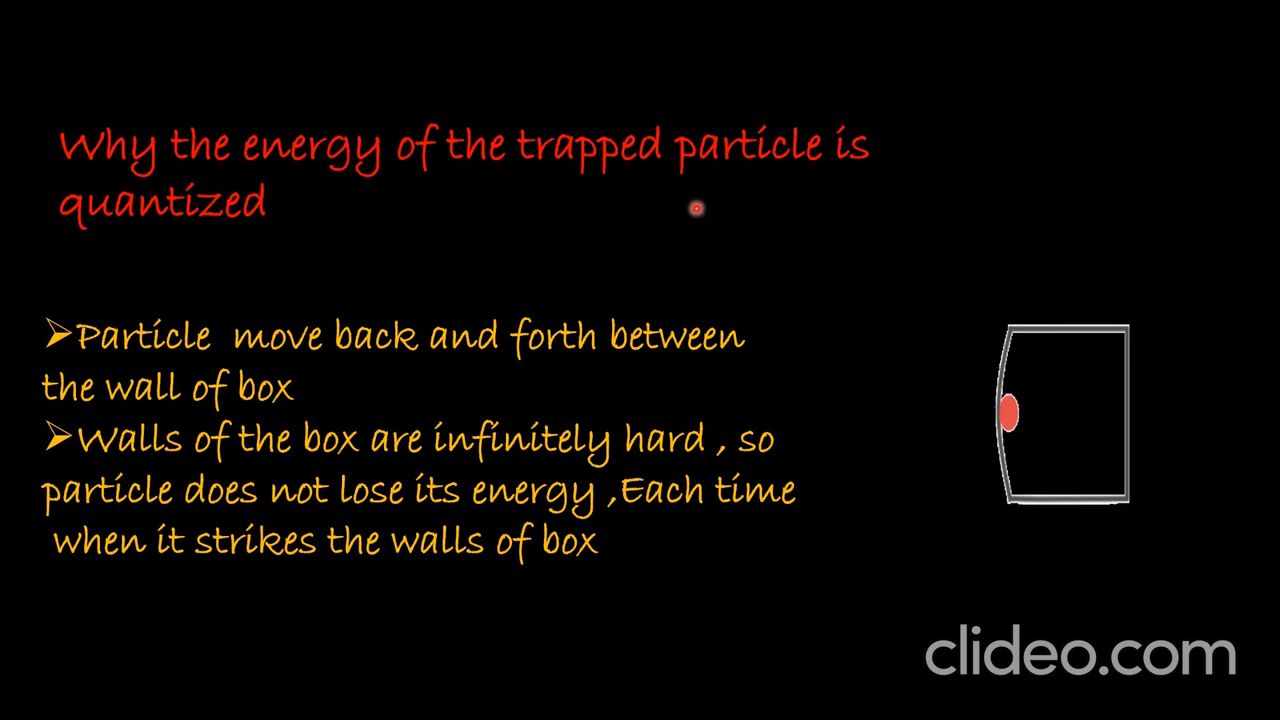 Why the energy of the trapped particle is
quantized
➢Particle move back and forth between
the wall of box
➢Walls of the box are infinitely hard , so
particle does not lose its energy ,Each time
when it strikes the walls of box
clideo.com